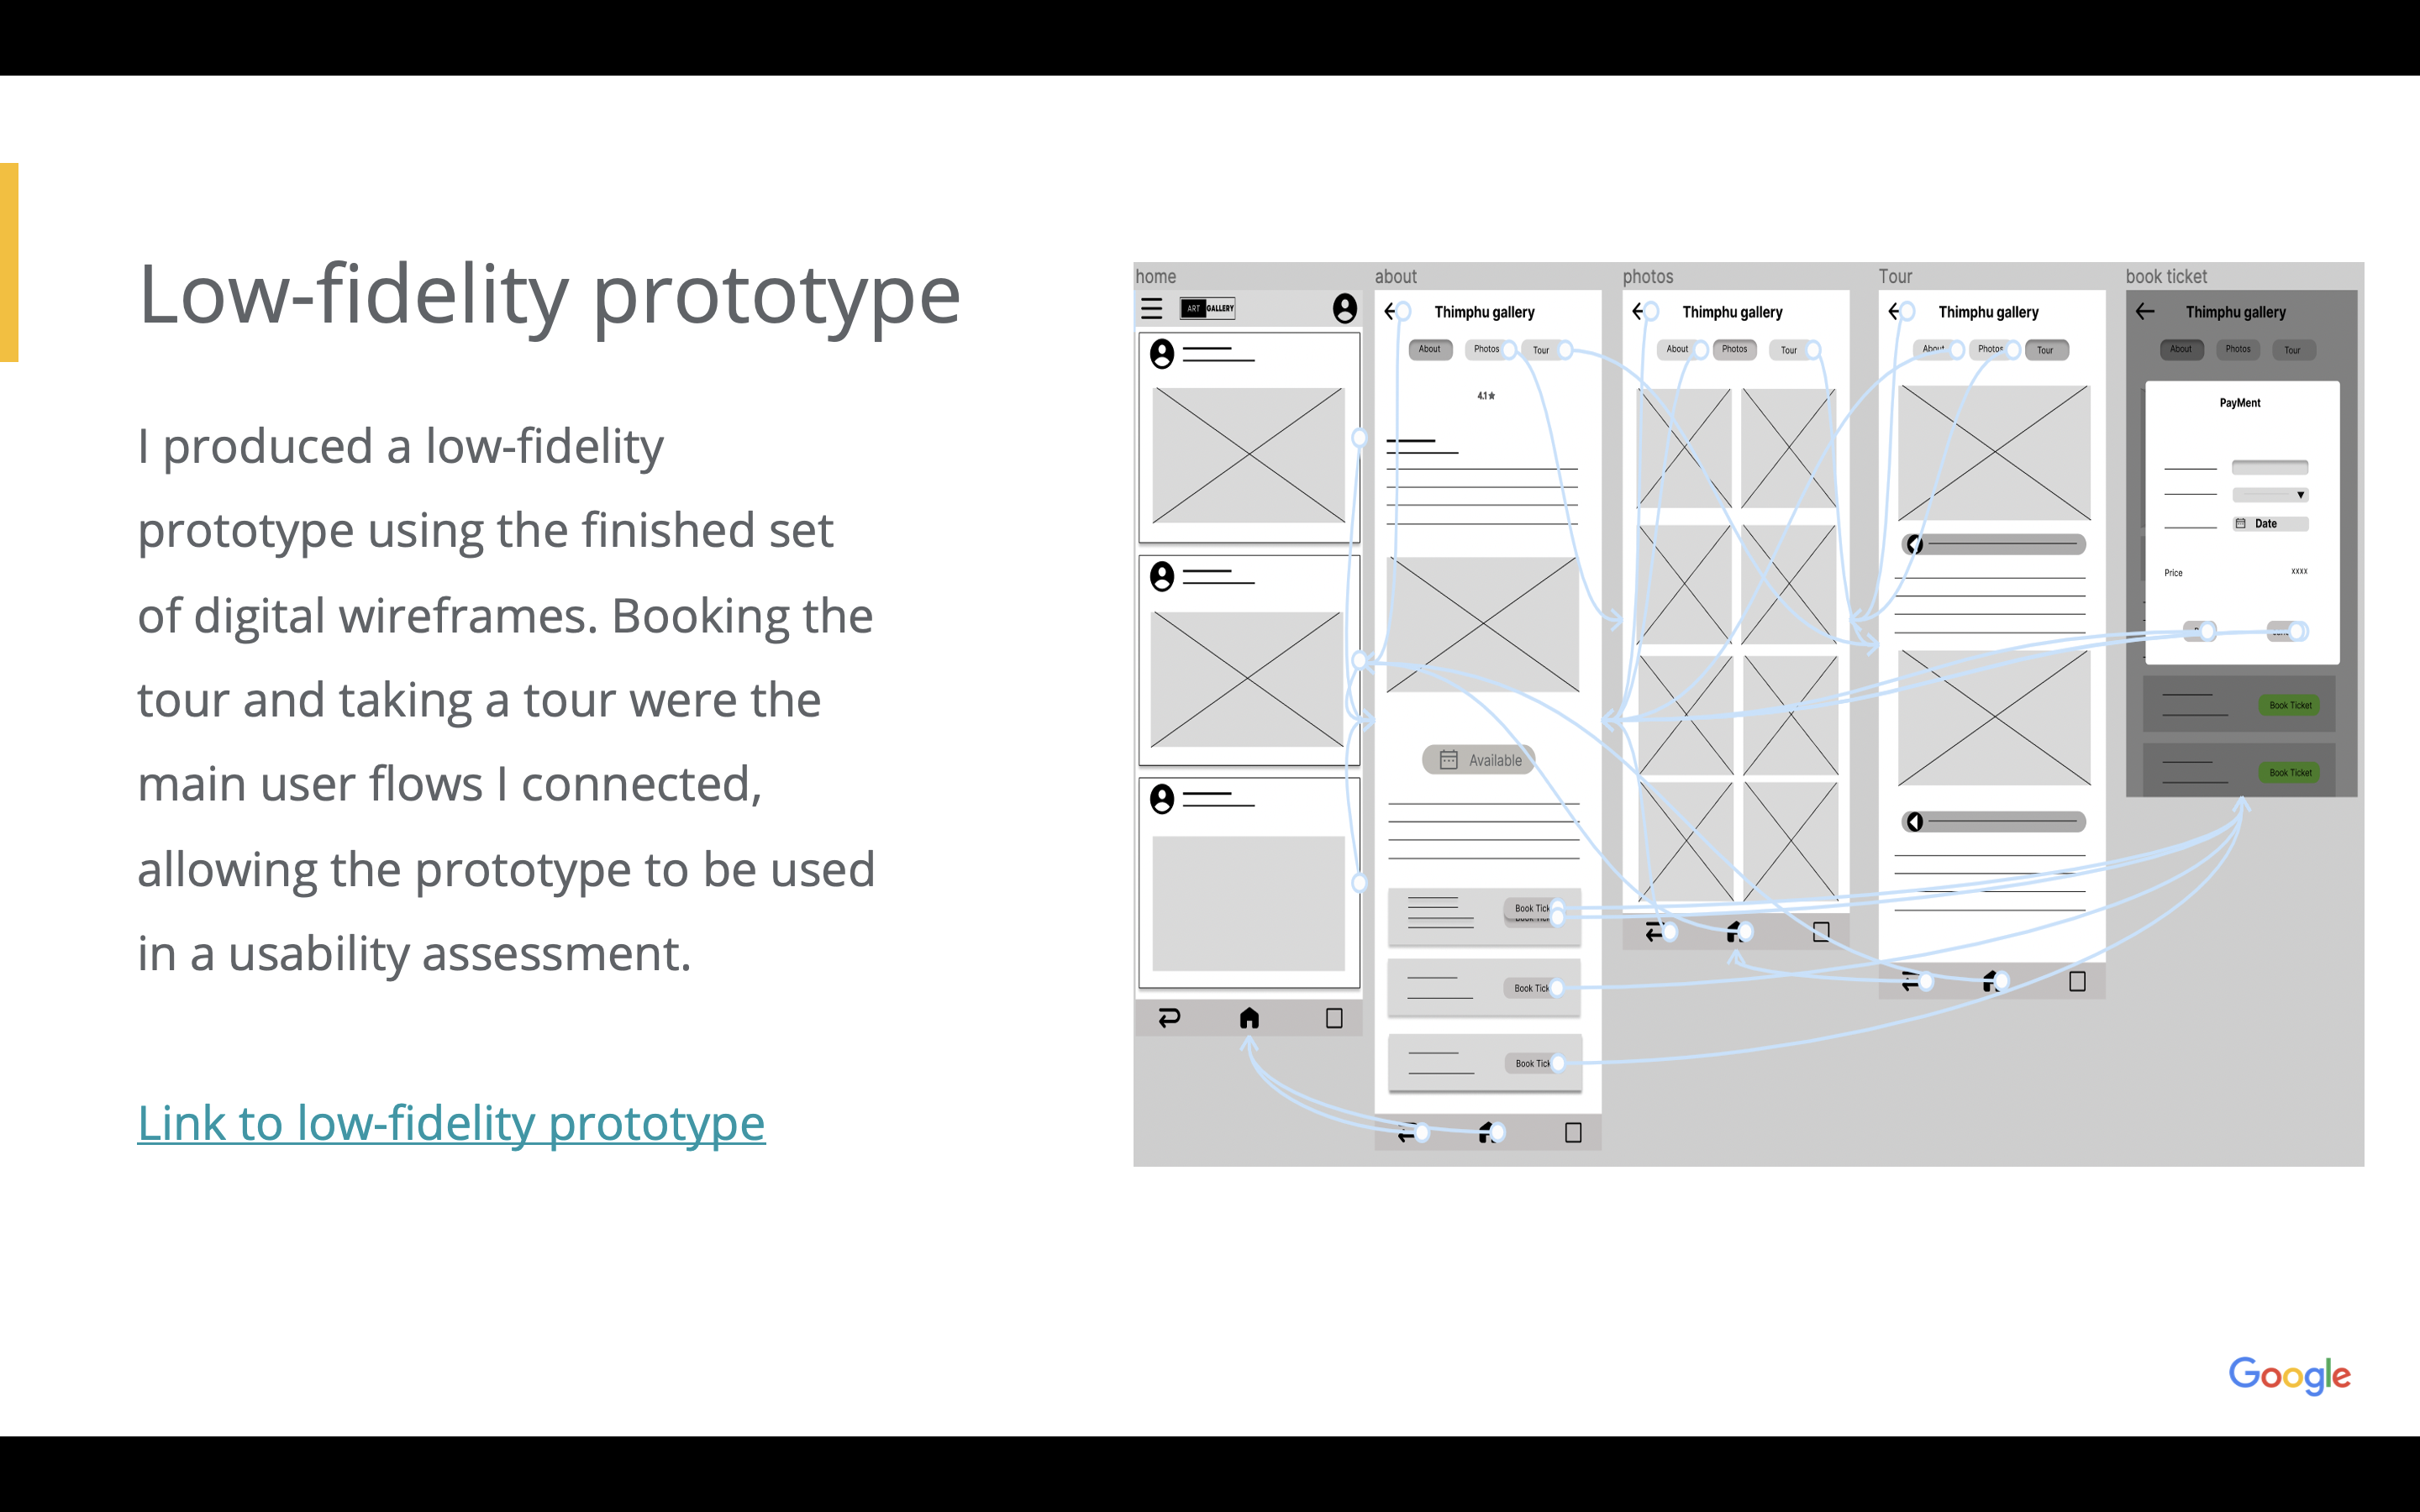 Low-fidelity prototype
I produced a low-fidelity
prototype using the finished set
of digital wireframes. Booking the
tour and taking a tour were the
main user flows I connected,
allowing the prototype to be used
in a usability assessment.
Link to low-fidelity prototype
home
ART GALLERY
about
Thimphu gallery
About Photos Tour
4.1★
Available
Book Tick
Book Tick
Book Tick
photos
Thimphu gallery
About Photos Tour
Tour
Thimphu gallery
About Photos Tour
book ticket
Thimphu gallery
About Photos Tour
PayMent
Date
Price xxxx
Book Ticket
Book Ticket
Google